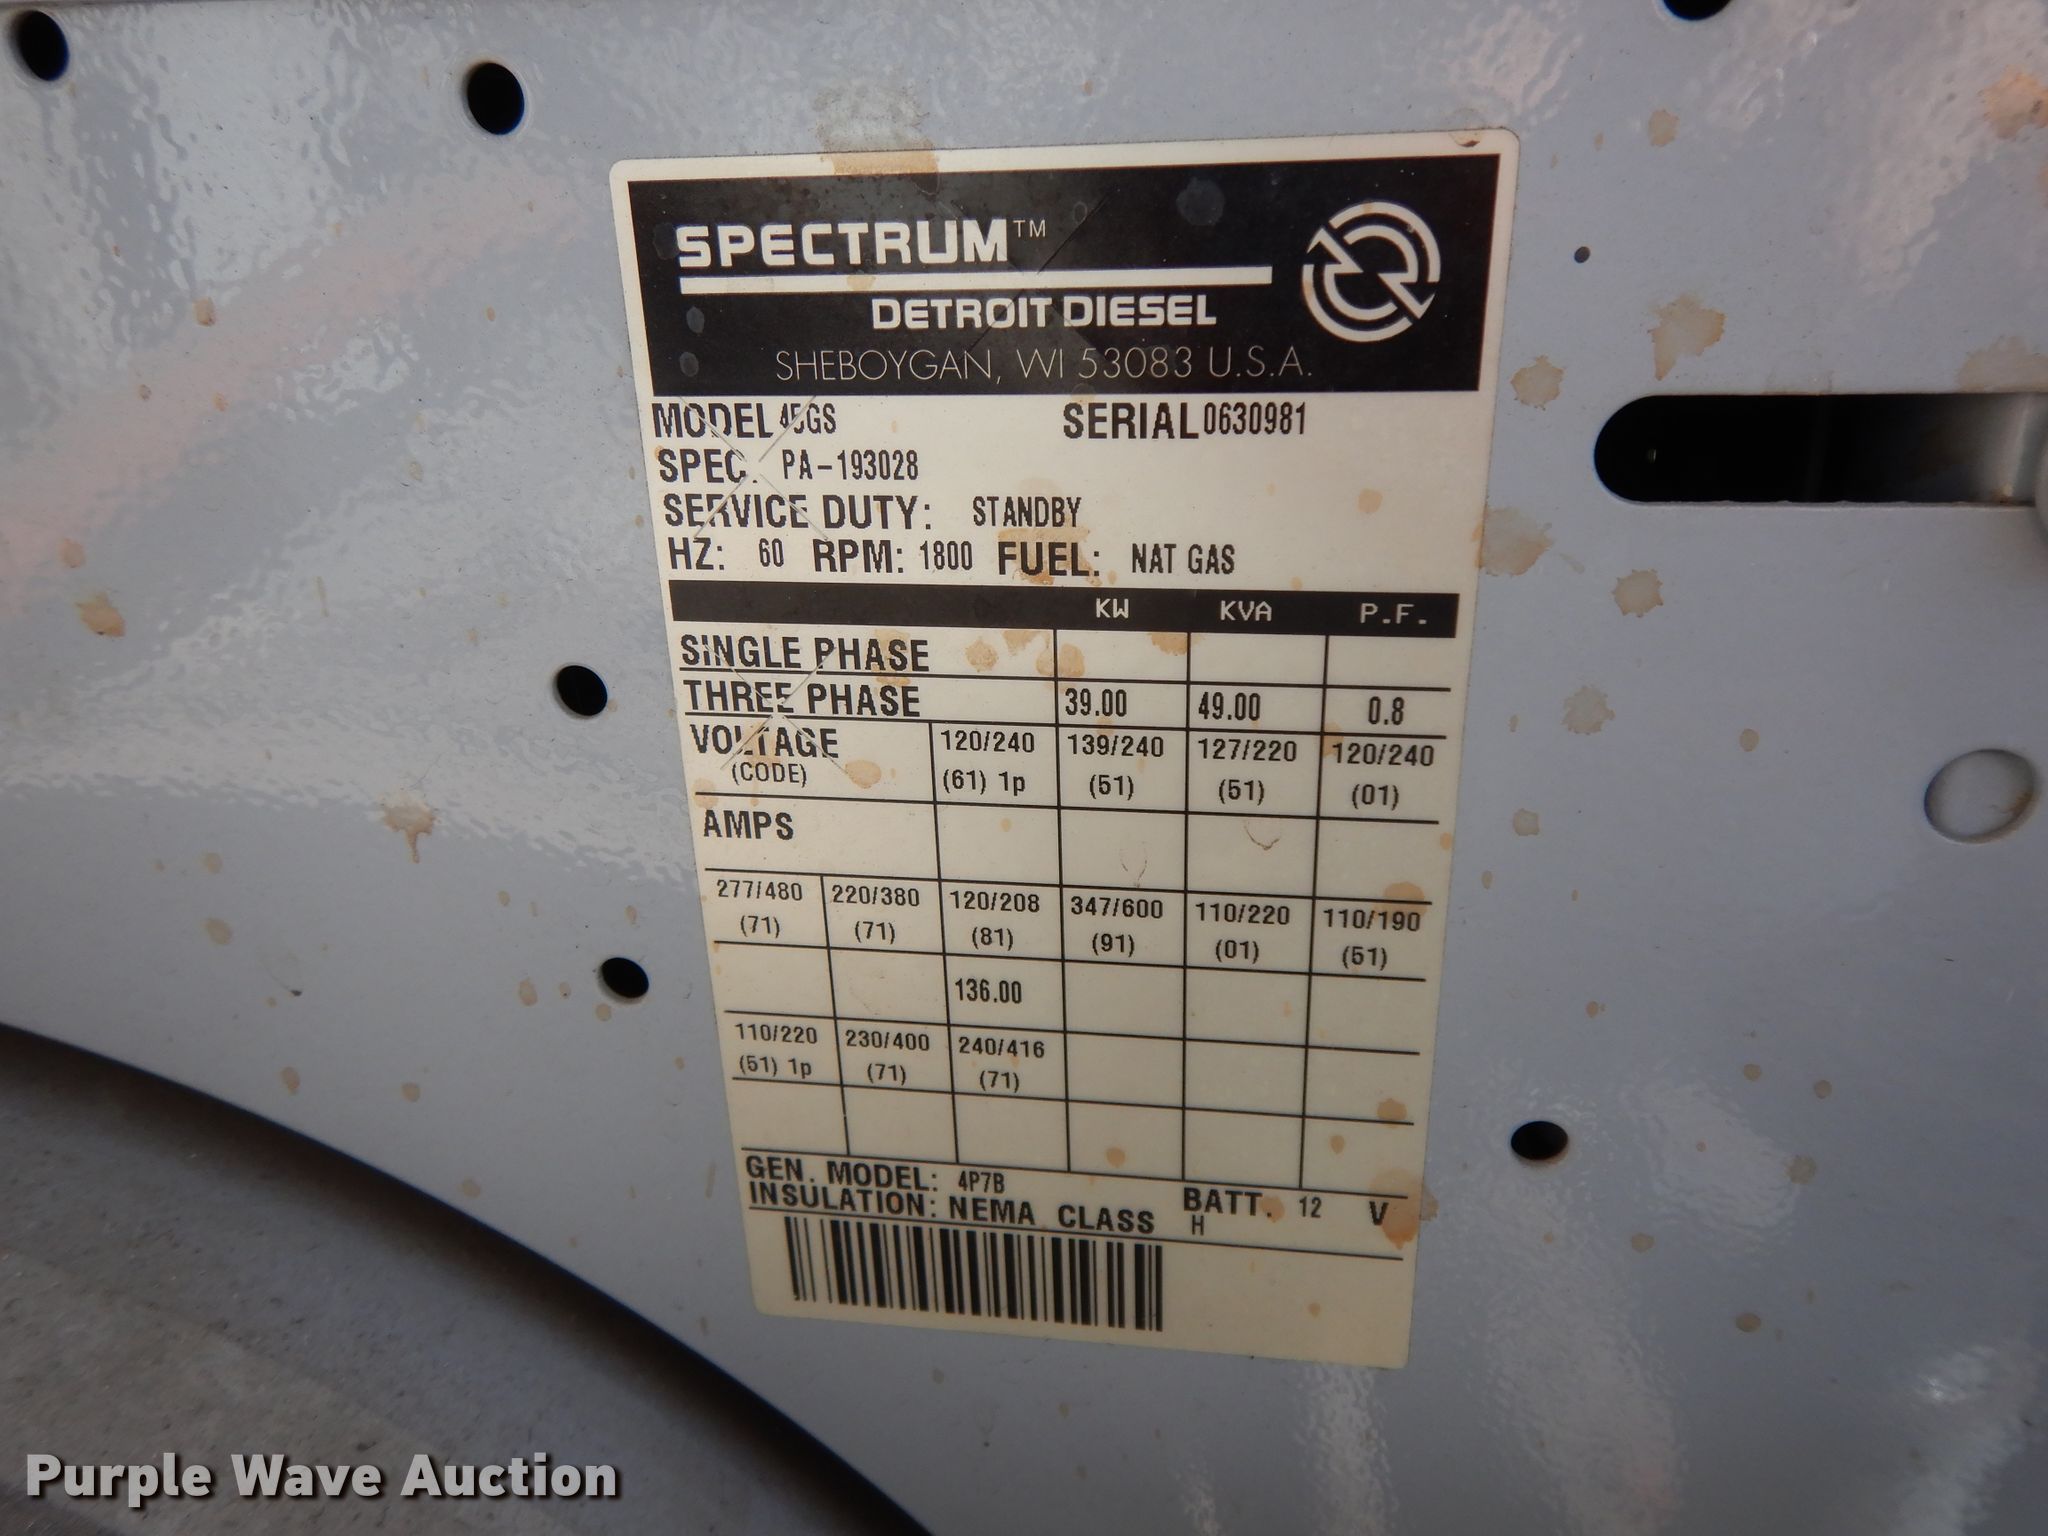 SPECTRUM™
DETROIT DIESEL
SHEBOYGAN, WI 53083 U.S.A.
MODEL 45GS SERIAL 0630981
SPEC. PA-193028
SERVICE DUTY: STANDBY
HZ: 60 RPM: 1800 FUEL: NAT GAS
KW KVA P.F.
SINGLE PHASE
THREE PHASE 39.00 49.00 0.8
VOLTAGE 120/240 139/240 127/220 120/240
(CODE) (61) 1p (51) (51) (01)
AMPS
277/480 220/380 120/208 347/600 110/220 110/190
(71) (71) (81) (91) (01) (51)
136.00
110/220 230/400 240/416
(51) 1p (71) (71)
GEN. MODEL: 4P7B BATT. 12 V
INSULATION: NEMA CLASS H
Purple Wave Auction